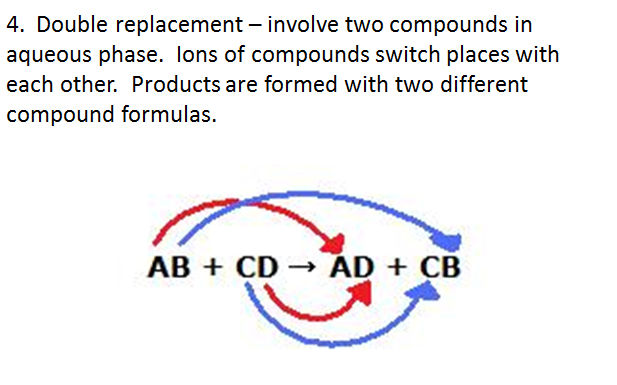 4. Double replacement – involve two compounds in
aqueous phase. Ions of compounds switch places with
each other. Products are formed with two different
compound formulas.
AB + CD → AD + CB